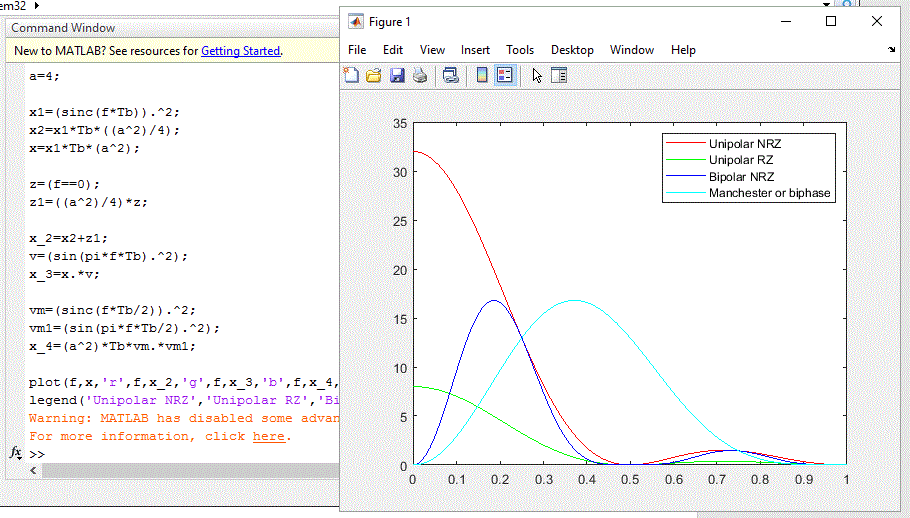 em32
Command Window
New to MATLAB? See resources for Getting Started.
a=4;
x1=(sinc(f*Tb)).^2;
x2=x1*Tb*((a^2)/4);
x=x1*Tb*(a^2);
z=(f==0);
z1=((a^2)/4)*z;
x_2=x2+z1;
v=(sin(pi*f*Tb).^2);
x_3=x.*v;
vm=(sinc(f*Tb/2)).^2;
vm1=(sin(pi*f*Tb/2).^2);
x_4=(a^2)*Tb*vm.*vm1;
plot(f,x,'r',f,x_2,'g',f,x_3,'b',f,x_4,
legend('Unipolar NRZ','Unipolar RZ','Bi
Warning: MATLAB has disabled some advan
For more information, click here.
fx >>
Figure 1
File Edit View Insert Tools Desktop Window Help
35
30
25
20
15
10
5
0
0 0.1 0.2 0.3 0.4 0.5 0.6 0.7 0.8 0.9 1
Unipolar NRZ
Unipolar RZ
Bipolar NRZ
Manchester or biphase